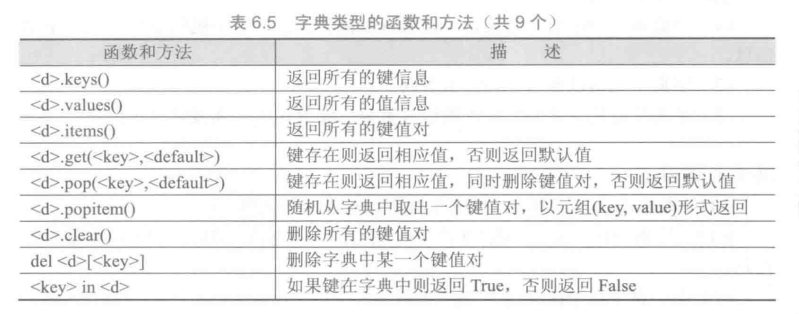 表 6.5 字典类型的函数和方法（共 9 个）
函数和方法 描 述
<d>.keys() 返回所有的键信息
<d>.values() 返回所有的值信息
<d>.items() 返回所有的键值对
<d>.get(<key>,<default>) 键存在则返回相应值，否则返回默认值
<d>.pop(<key>,<default>) 键存在则返回相应值，同时删除键值对，否则返回默认值
<d>.popitem() 随机从字典中取出一个键值对，以元组(key, value)形式返回
<d>.clear() 删除所有的键值对
del <d>[<key>] 删除字典中某一个键值对
<key> in <d> 如果键在字典中则返回 True，否则返回 False